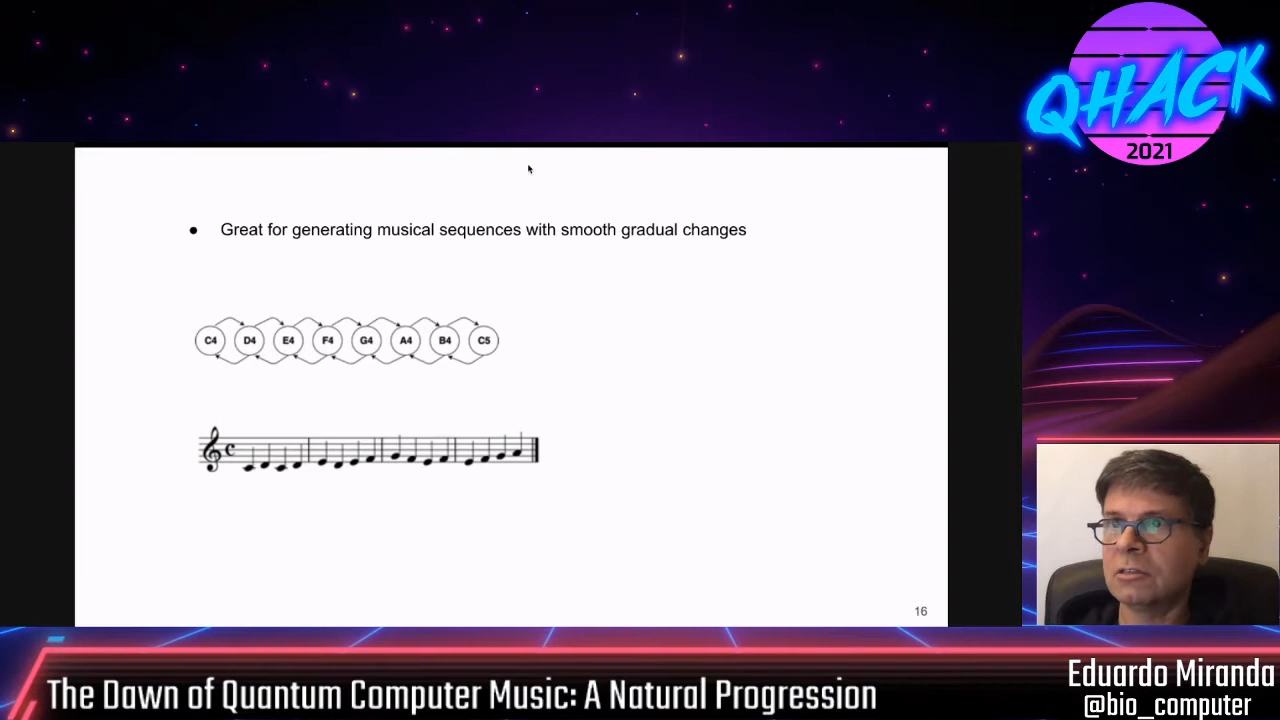 QHACK
2021
● Great for generating musical sequences with smooth gradual changes
C4 D4 E4 F4 G4 A4 B4 C5
16
Eduardo Miranda
@bio_computer
The Dawn of Quantum Computer Music: A Natural Progression